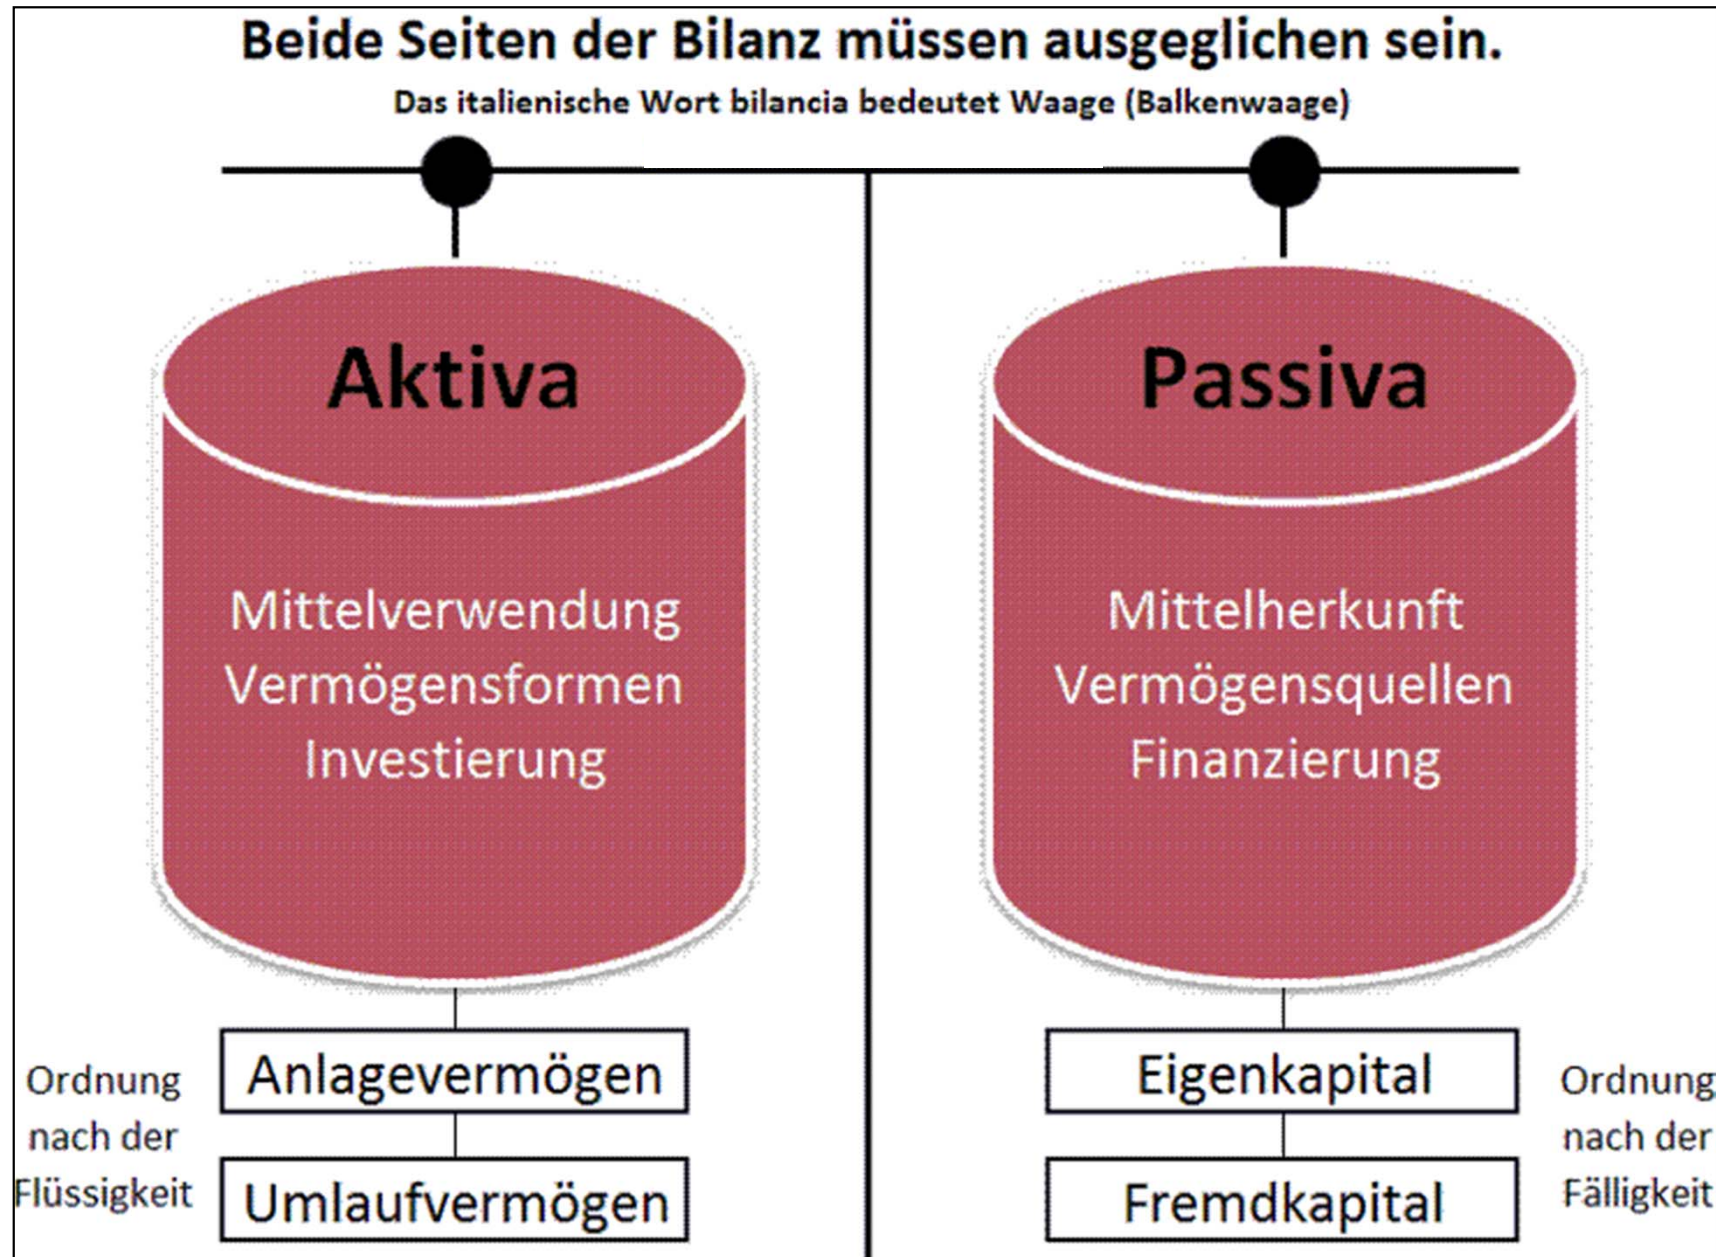 Beide Seiten der Bilanz müssen ausgeglichen sein.
Das italienische Wort bilancia bedeutet Waage (Balkenwaage)
Aktiva
Mittelverwendung
Vermögensformen
Investierung
Ordnung
nach der
Flüssigkeit
Anlagevermögen
Umlaufvermögen
Passiva
Mittelherkunft
Vermögensquellen
Finanzierung
Eigenkapital
Fremdkapital
Ordnung
nach der
Fälligkeit